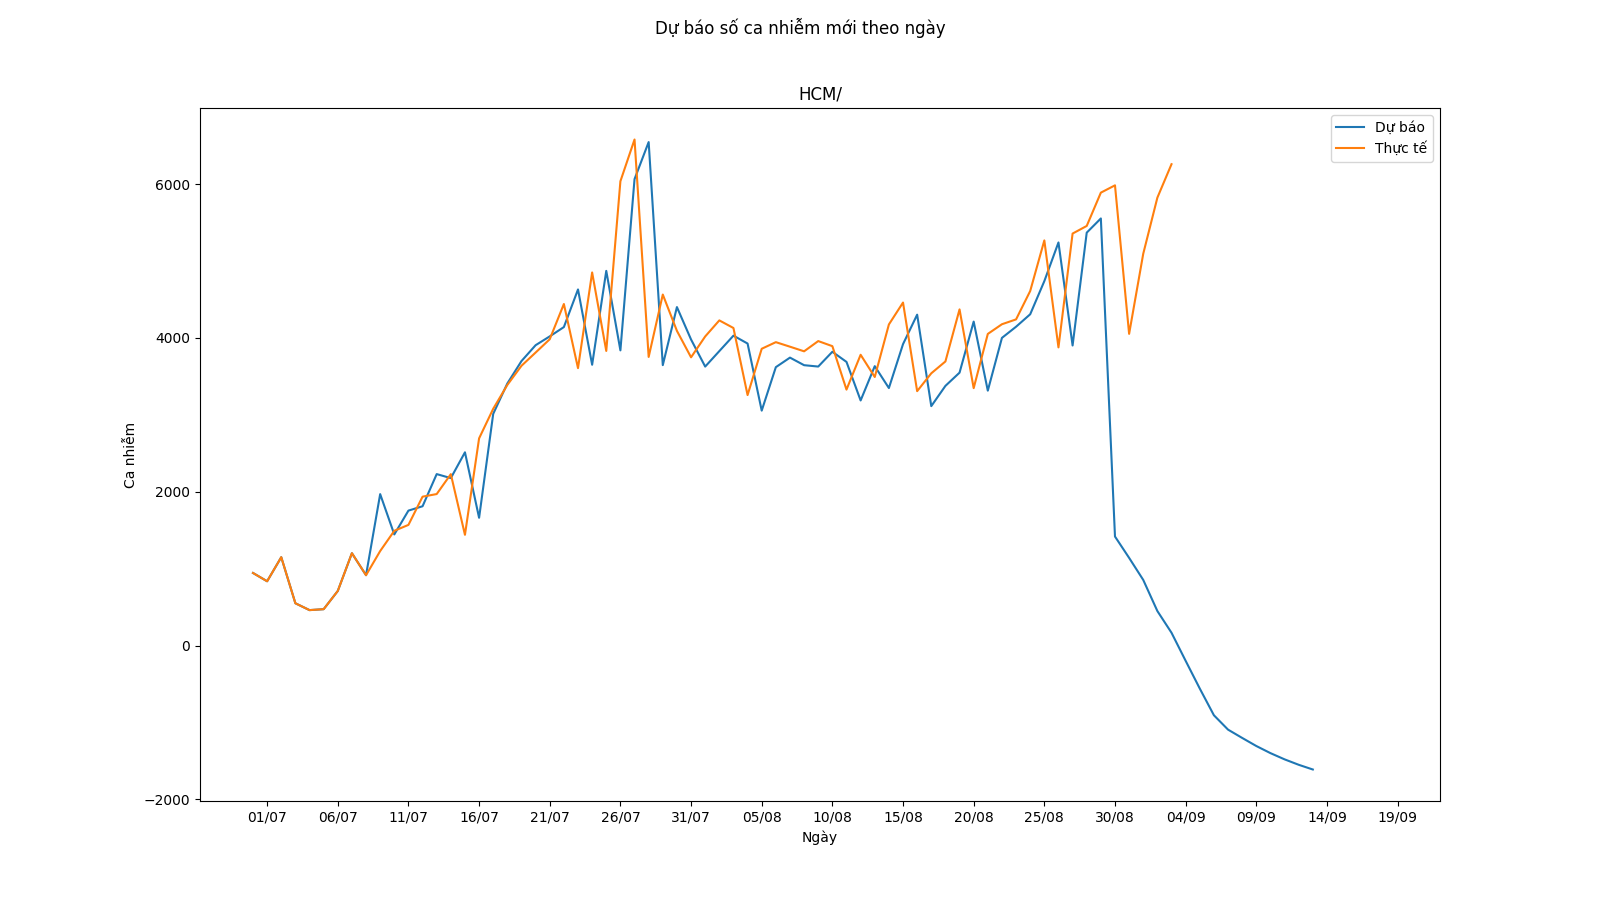 Dự báo số ca nhiễm mới theo ngày
HCM/
Dự báo
Thực tế
6000
4000
2000
0
−2000
Ca nhiễm
01/07 06/07 11/07 16/07 21/07 26/07 31/07 05/08 10/08 15/08 20/08 25/08 30/08 04/09 09/09 14/09 19/09
Ngày